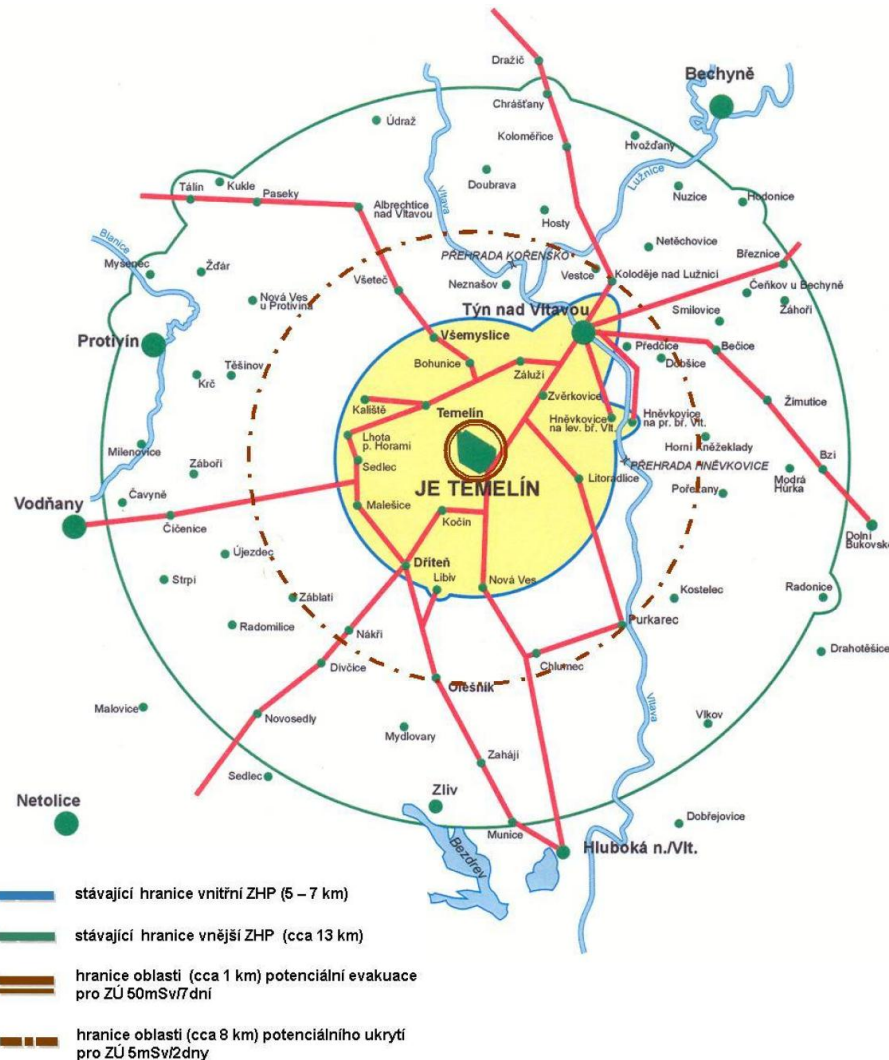 Dražič
Bechyně
Chrášťany
Údraž
Koloměřice
Hvožďany
Lužnice
Doubrava
Vltava
Kukle
Tálín
Paseky
Nuzice
Hodonice
Albrechtice
nad Vltavou
Hosty
Blanice
Netěchovice
PŘEHRADA KOŘENSKO
Březnice
Myšenec
Žďár
Vestce
Koloděje nad Lužnicí
Všeteč
Neznašov
Čeňkov u Bechyně
Nová Ves
u Protivína
Týn nad Vltavou
Smilovice
Záhoří
Protivín
Všemyslice
Předčice
Bečice
Bohunice
Dobšice
Záluží
Těšinov
Krč
Kaliště
Zvěrkovice
Žimutice
Temelín
Hněvkovice
na lev. bř. Vlt.
Hněvkovice
na pr. bř. Vlt.
Lhota
p. Horami
Milenovice
Horní Kněžeklady
Sedlec
PŘEHRADA HNĚVKOVICE
Bzí
Záboří
JE TEMELÍN
Litoradlice
Modrá
Hůrka
Čavyně
Malešice
Pořežany
Vodňany
Čičenice
Kočín
Dolní
Bukovsko
Újezdec
Dříteň
Strpí
Libiv
Nová Ves
Záblatí
Kostelec
Radonice
Radomilice
Nákří
Purkarec
Divčice
Chlumec
Drahotěšice
Olešník
Vltava
Malovice
Novosedly
Vlkov
Mydlovary
Zahájí
Sedlec
Netolice
Zliv
Dobřejovice
Munice
Bezdrev
Hluboká n./Vlt.
stávající hranice vnitřní ZHP (5 – 7 km)
stávající hranice vnější ZHP (cca 13 km)
hranice oblasti (cca 1 km) potenciální evakuace
pro ZÚ 50mSv/7dní
hranice oblasti (cca 8 km) potenciálního ukrytí
pro ZÚ 5mSv/2dny